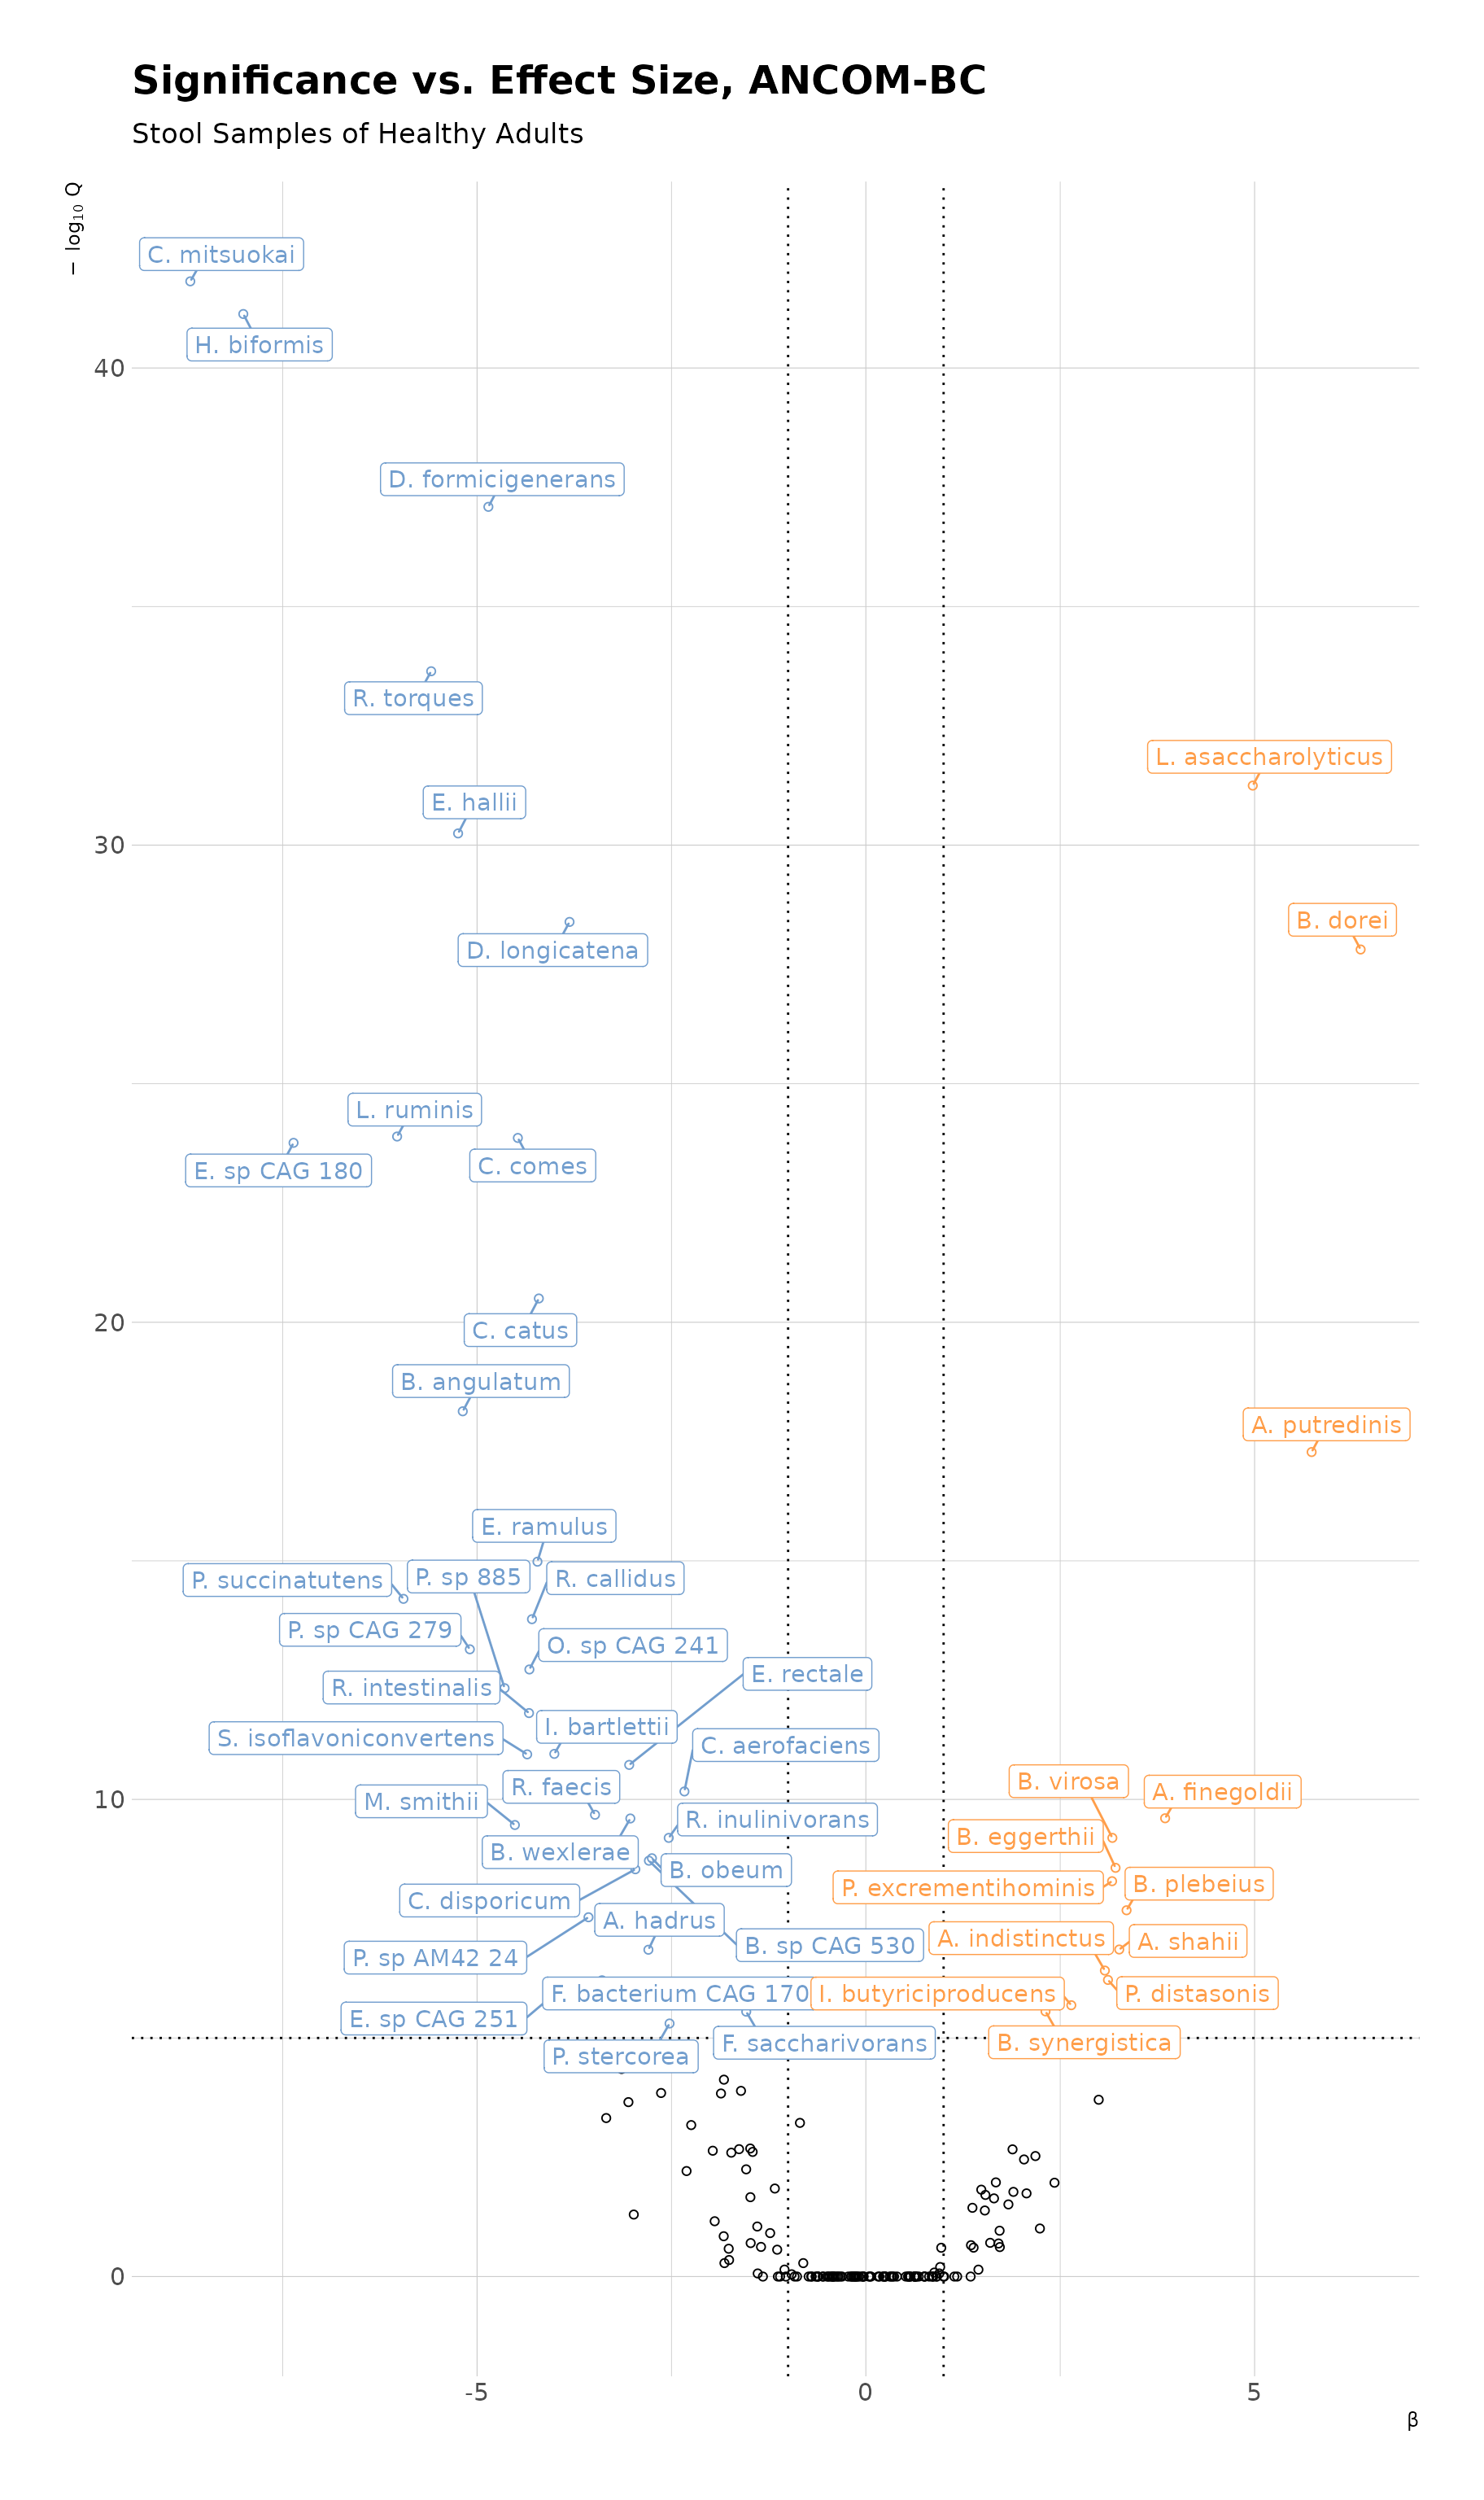 Significance vs. Effect Size, ANCOM-BC
Stool Samples of Healthy Adults
− log10 Q
C. mitsuokai
H. biformis
40
D. formicigenerans
R. torques
L. asaccharolyticus
E. hallii
30
B. dorei
D. longicatena
L. ruminis
C. comes
E. sp CAG 180
20
C. catus
B. angulatum
A. putredinis
E. ramulus
P. succinatutens
P. sp 885
R. callidus
P. sp CAG 279
O. sp CAG 241
E. rectale
R. intestinalis
I. bartlettii
S. isoflavoniconvertens
C. aerofaciens
B. virosa
R. faecis
A. finegoldii
10
M. smithii
R. inulinivorans
B. eggerthii
B. wexlerae
B. obeum
P. excrementihominis
B. plebeius
C. disporicum
A. hadrus
A. indistinctus
A. shahii
B. sp CAG 530
P. sp AM42 24
F. bacterium CAG 170
I. butyriciproducens
P. distasonis
E. sp CAG 251
F. saccharivorans
B. synergistica
P. stercorea
0
-5
0
5
β